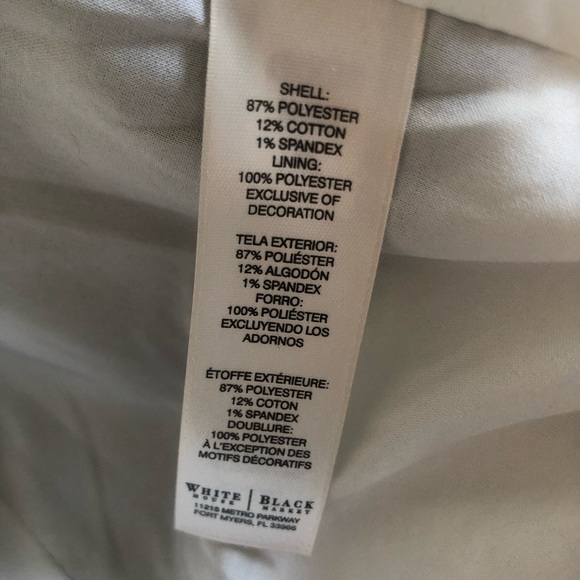 SHELL:
87% POLYESTER
12% COTTON
1% SPANDEX
LINING:
100% POLYESTER
EXCLUSIVE OF
DECORATION
TELA EXTERIOR:
87% POLIÉSTER
12% ALGODÓN
1% SPANDEX
FORRO:
100% POLIÉSTER
EXCLUYENDO LOS
ADORNOS
ÉTOFFE EXTÉRIEURE:
87% POLYESTER
12% COTON
1% SPANDEX
DOUBLURE:
100% POLYESTER
À L'EXCEPTION DES
MOTIFS DÉCORATIFS
WHITE | BLACK
HOUSE | MARKET
11215 METRO PARKWAY
FORT MYERS, FL 33966